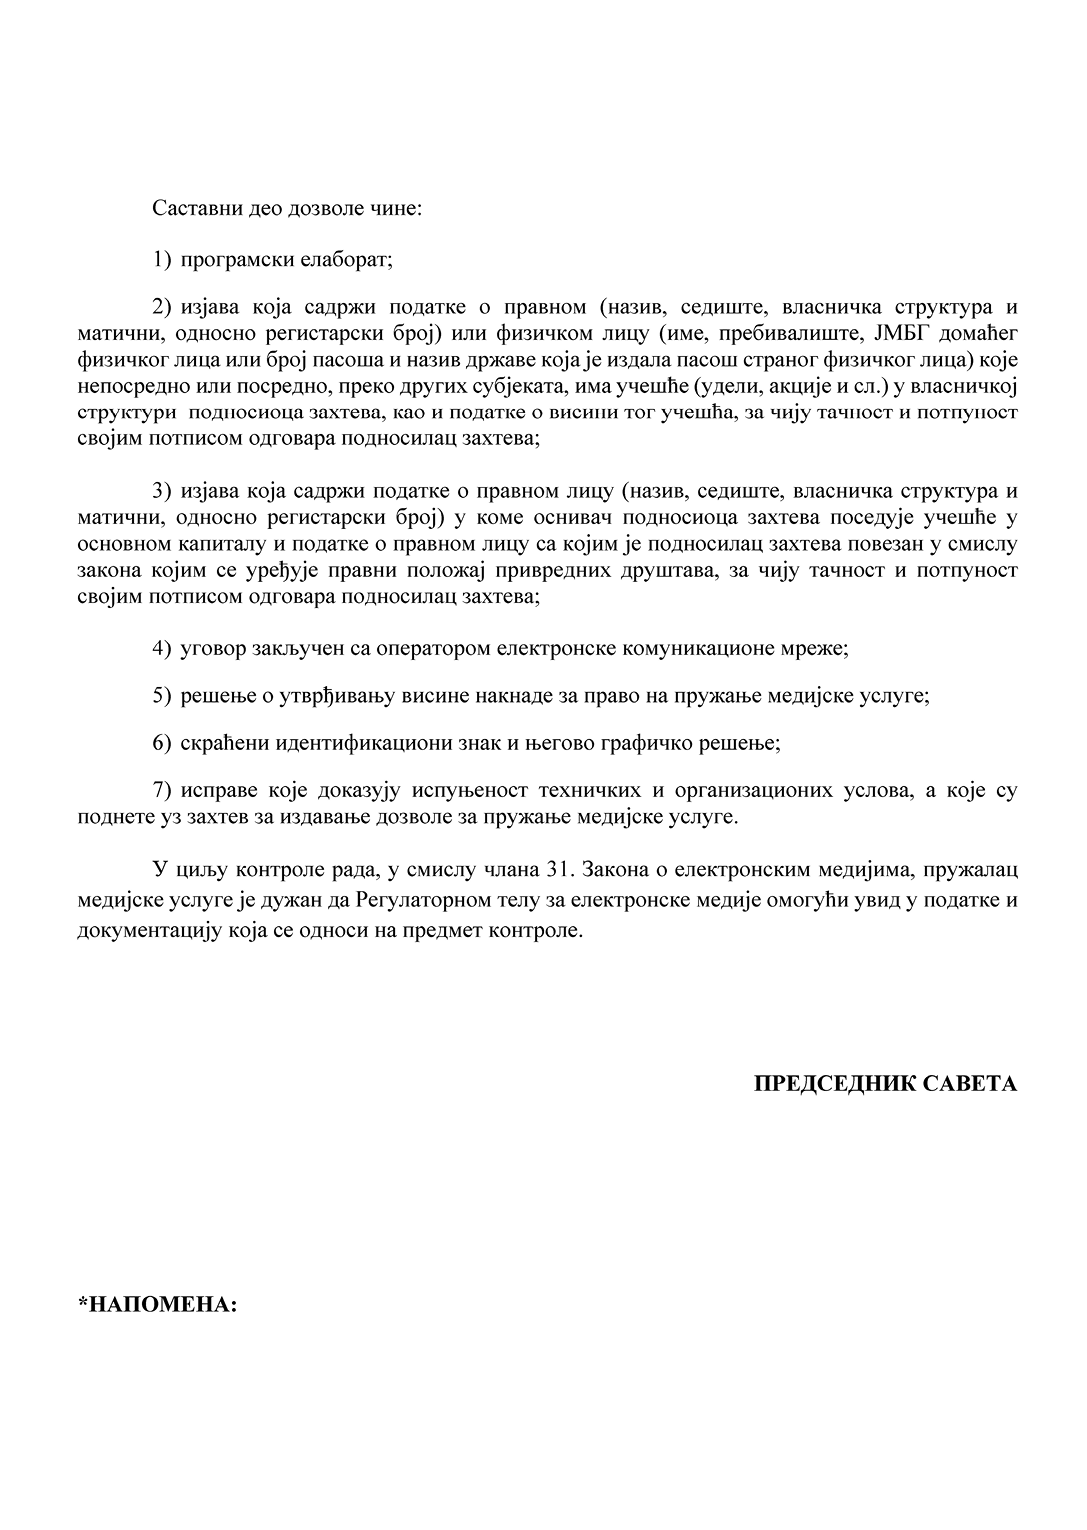 Саставни део дозволе чине:
1) програмски елаборат;
2) изјава која садржи податке о правном (назив, седиште, власничка структура и
матични, односно регистарски број) или физичком лицу (име, пребивалиште, ЈМБГ домаћег
физичког лица или број пасоша и назив државе која је издала пасош страног физичког лица) које
непосредно или посредно, преко других субјеката, има учешће (удели, акције и сл.) у власничкој
структури подносиоца захтева, као и податке о висини тог учешћа, за чију тачност и потпуност
својим потписом одговара подносилац захтева;
3) изјава која садржи податке о правном лицу (назив, седиште, власничка структура и
матични, односно регистарски број) у коме оснивач подносиоца захтева поседује учешће у
основном капиталу и податке о правном лицу са којим је подносилац захтева повезан у смислу
закона којим се уређује правни положај привредних друштава, за чију тачност и потпуност
својим потписом одговара подносилац захтева;
4) уговор закључен са оператором електронске комуникационе мреже;
5) решење о утврђивању висине накнаде за право на пружање медијске услуге;
6) скраћени идентификациони знак и његово графичко решење;
7) исправе које доказују испуњеност техничких и организационих услова, а које су
поднете уз захтев за издавање дозволе за пружање медијске услуге.
У циљу контроле рада, у смислу члана 31. Закона о електронским медијима, пружалац
медијске услуге је дужан да Регулаторном телу за електронске медије омогући увид у податке и
документацију која се односи на предмет контроле.
ПРЕДСЕДНИК САВЕТА
*НАПОМЕНА: